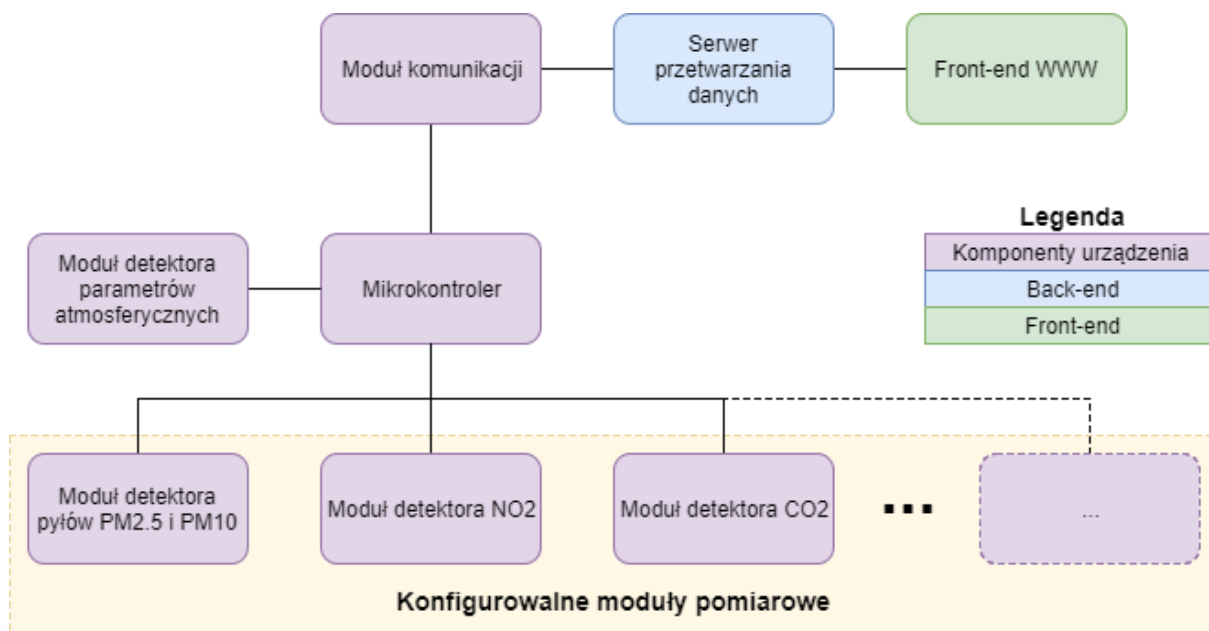 Moduł komunikacji
Serwer
przetwarzania
danych
Front-end WWW
Legenda
Komponenty urządzenia
Back-end
Front-end
Moduł detektora
parametrów
atmosferycznych
Mikrokontroler
Moduł detektora
pyłów PM2.5 i PM10
Moduł detektora NO2
Moduł detektora CO2
...
...
Konfigurowalne moduły pomiarowe